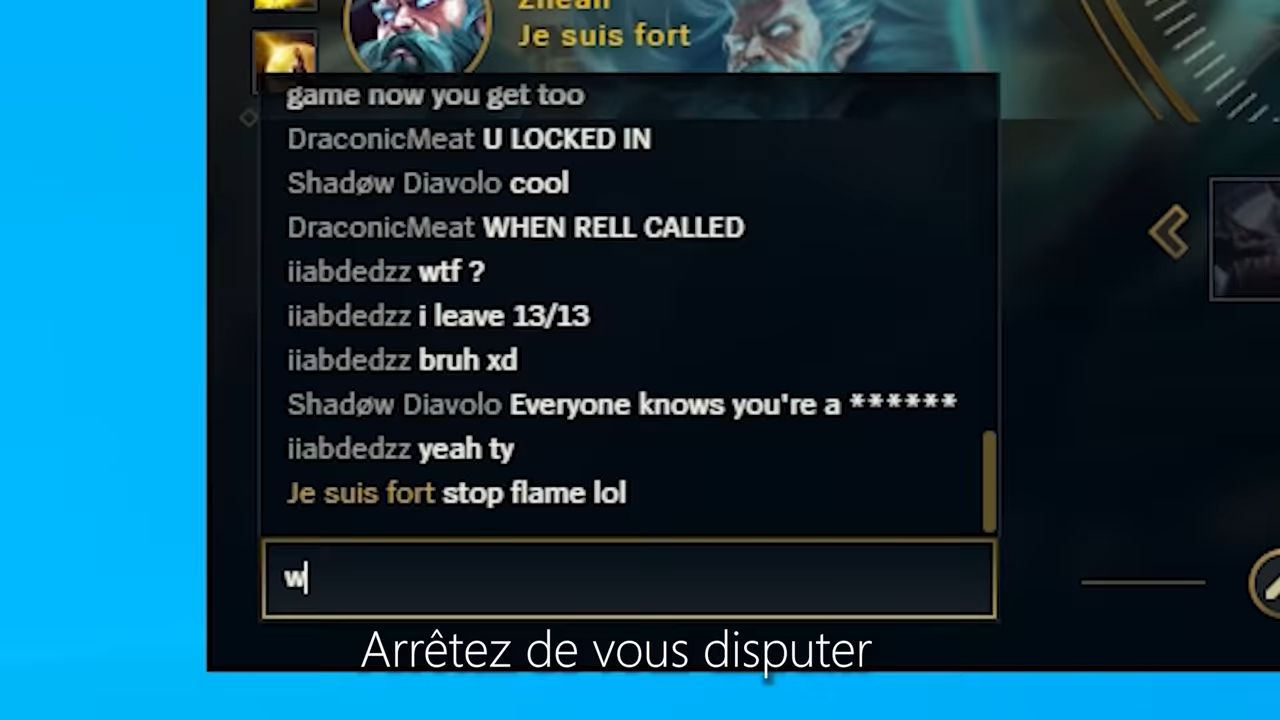 Zilean
Je suis fort
game now you get too
DraconicMeat U LOCKED IN
Shadøw Diavolo cool
DraconicMeat WHEN RELL CALLED
iiabdedzz wtf ?
iiabdedzz i leave 13/13
iiabdedzz bruh xd
Shadøw Diavolo Everyone knows you're a ******
iiabdedzz yeah ty
Je suis fort stop flame lol
w
Arrêtez de vous disputer